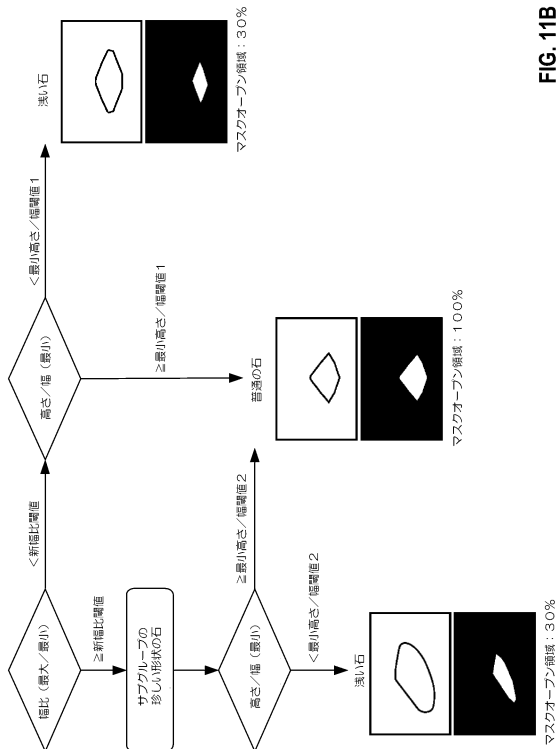 幅比（最大／最小）
＜新幅比閾値
≧新幅比閾値
高さ／幅（最小）
＜最小高さ／幅閾値1
≧最小高さ／幅閾値1
浅い石
マスクオープン領域：30%
サブグループの
珍しい形状の石
高さ／幅（最小）
≧最小高さ／幅閾値2
＜最小高さ／幅閾値2
普通の石
マスクオープン領域：100%
浅い石
マスクオープン領域：30%
FIG. 11B